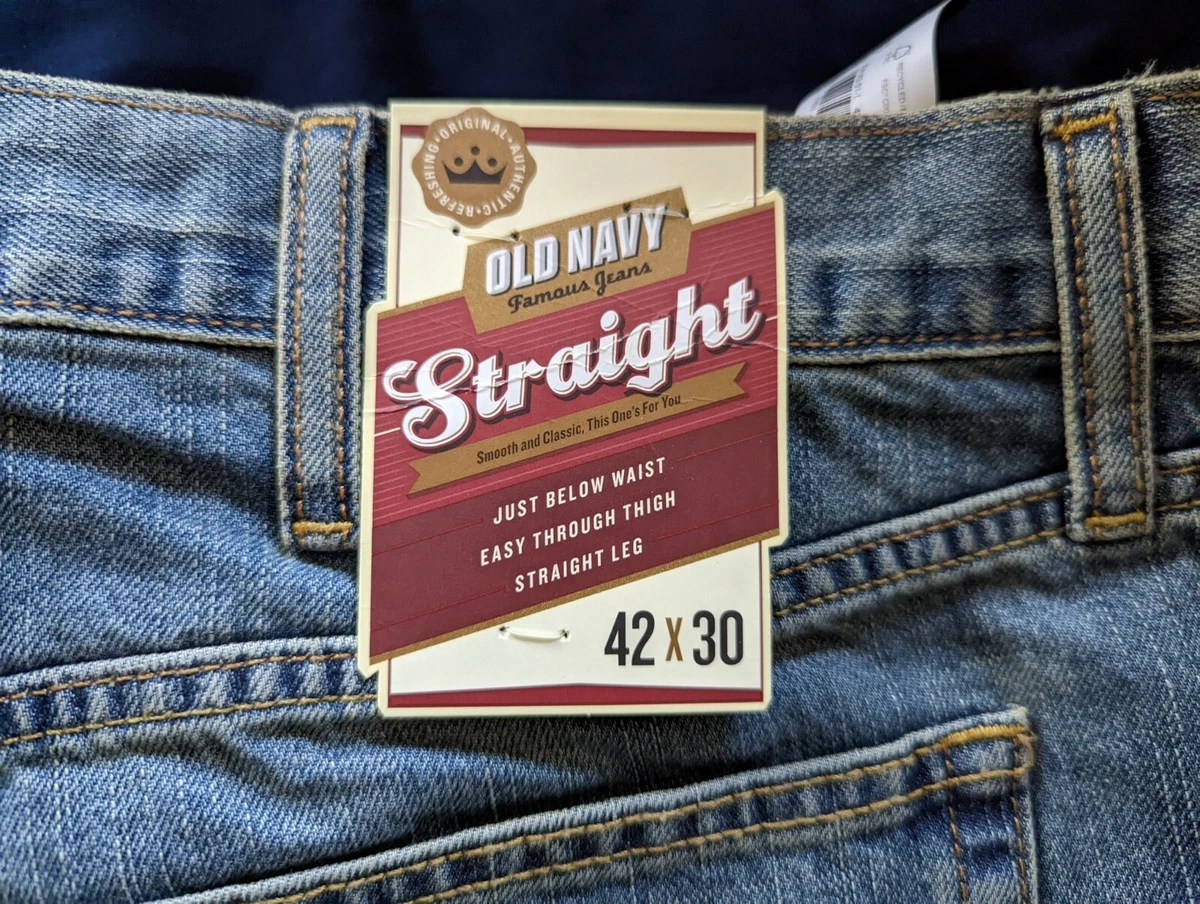 ORIGINAL • AUTHENTIC • REFRESHING •
OLD NAVY
Famous Jeans
Straight
Smooth and Classic, This One's For You
JUST BELOW WAIST
EASY THROUGH THIGH
STRAIGHT LEG
42 X 30